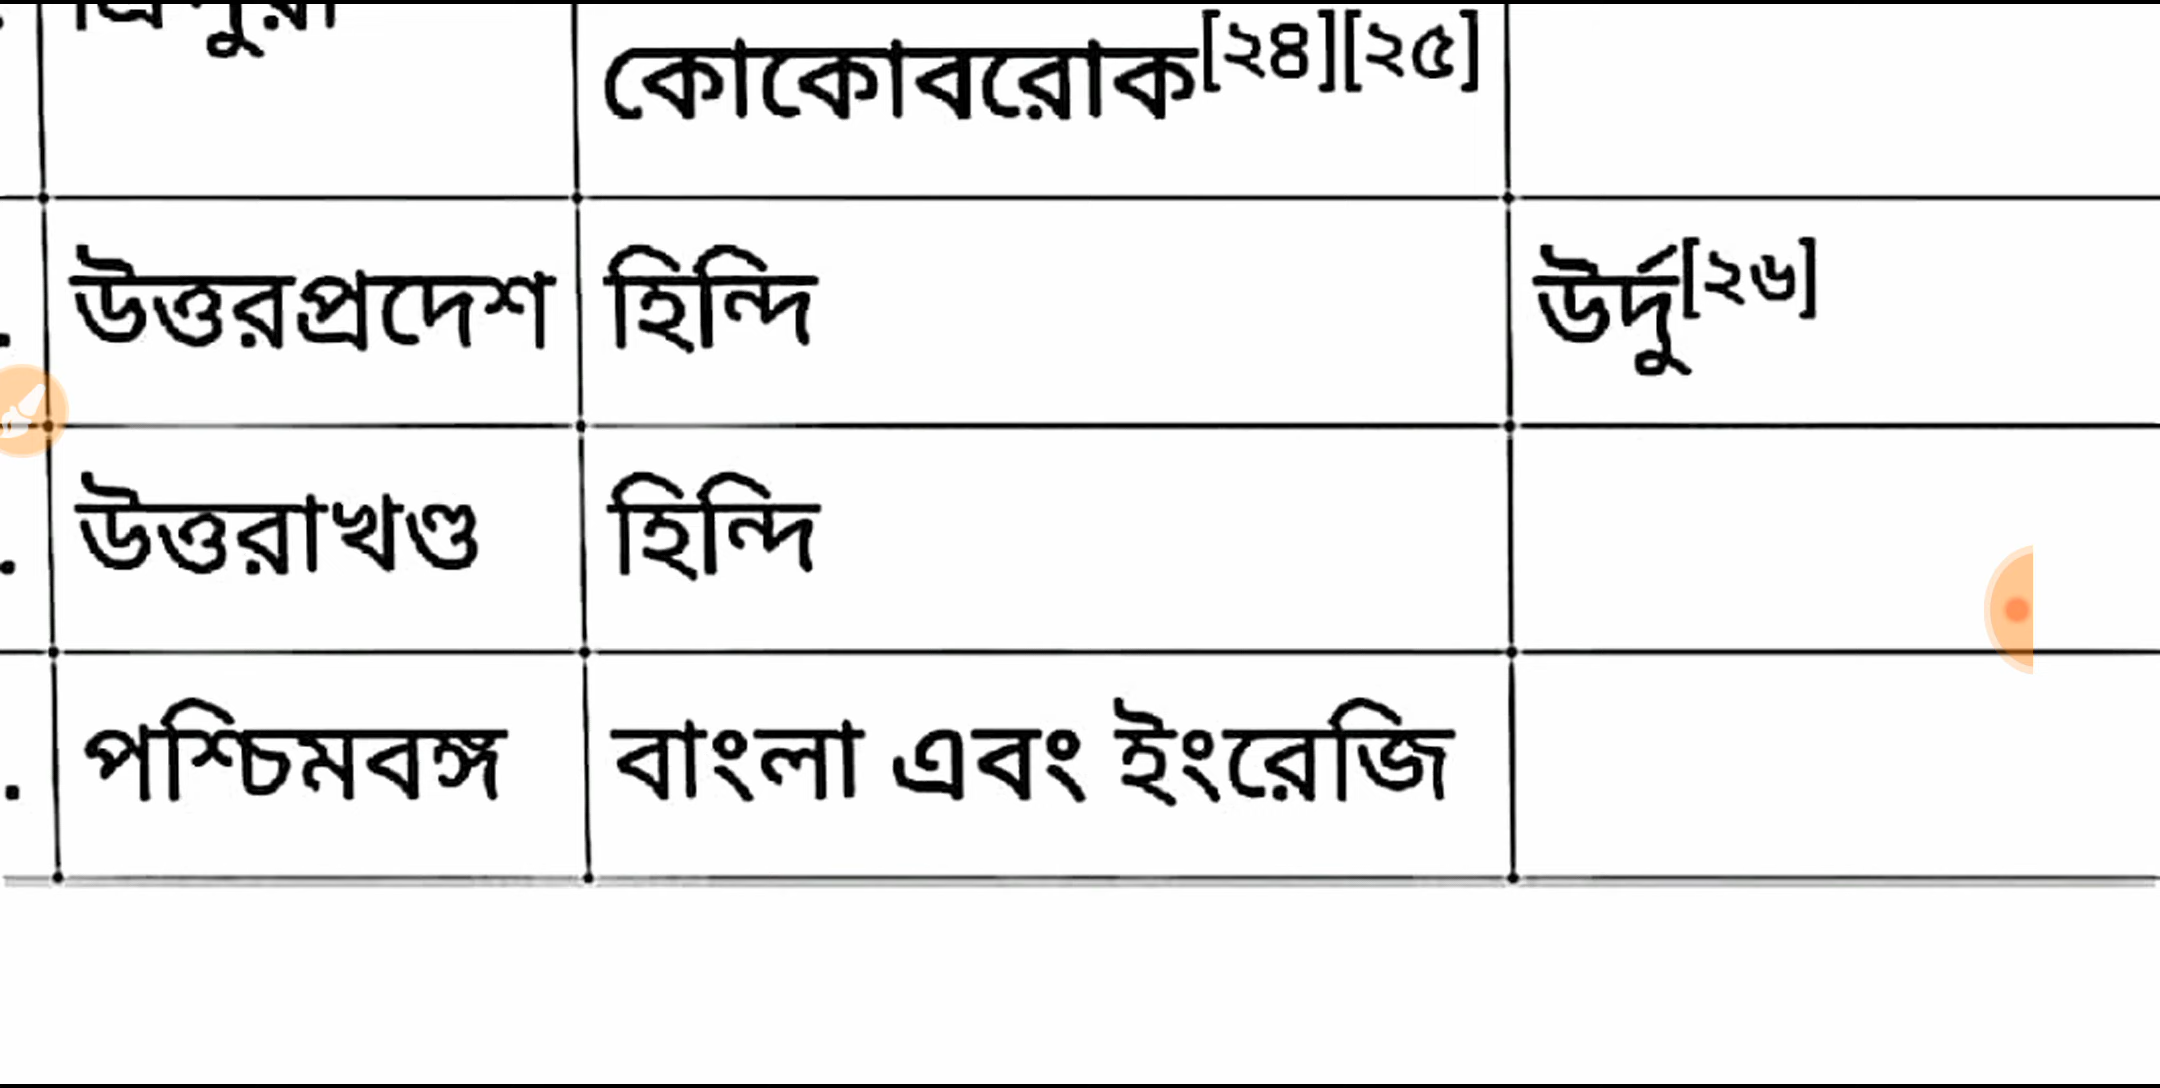 ত্রিপুরা
কোকোবরোক[২৪][২৫]
. উত্তরপ্রদেশ হিন্দি উর্দু[২৬]
. উত্তরাখণ্ড হিন্দি
. পশ্চিমবঙ্গ বাংলা এবং ইংরেজি